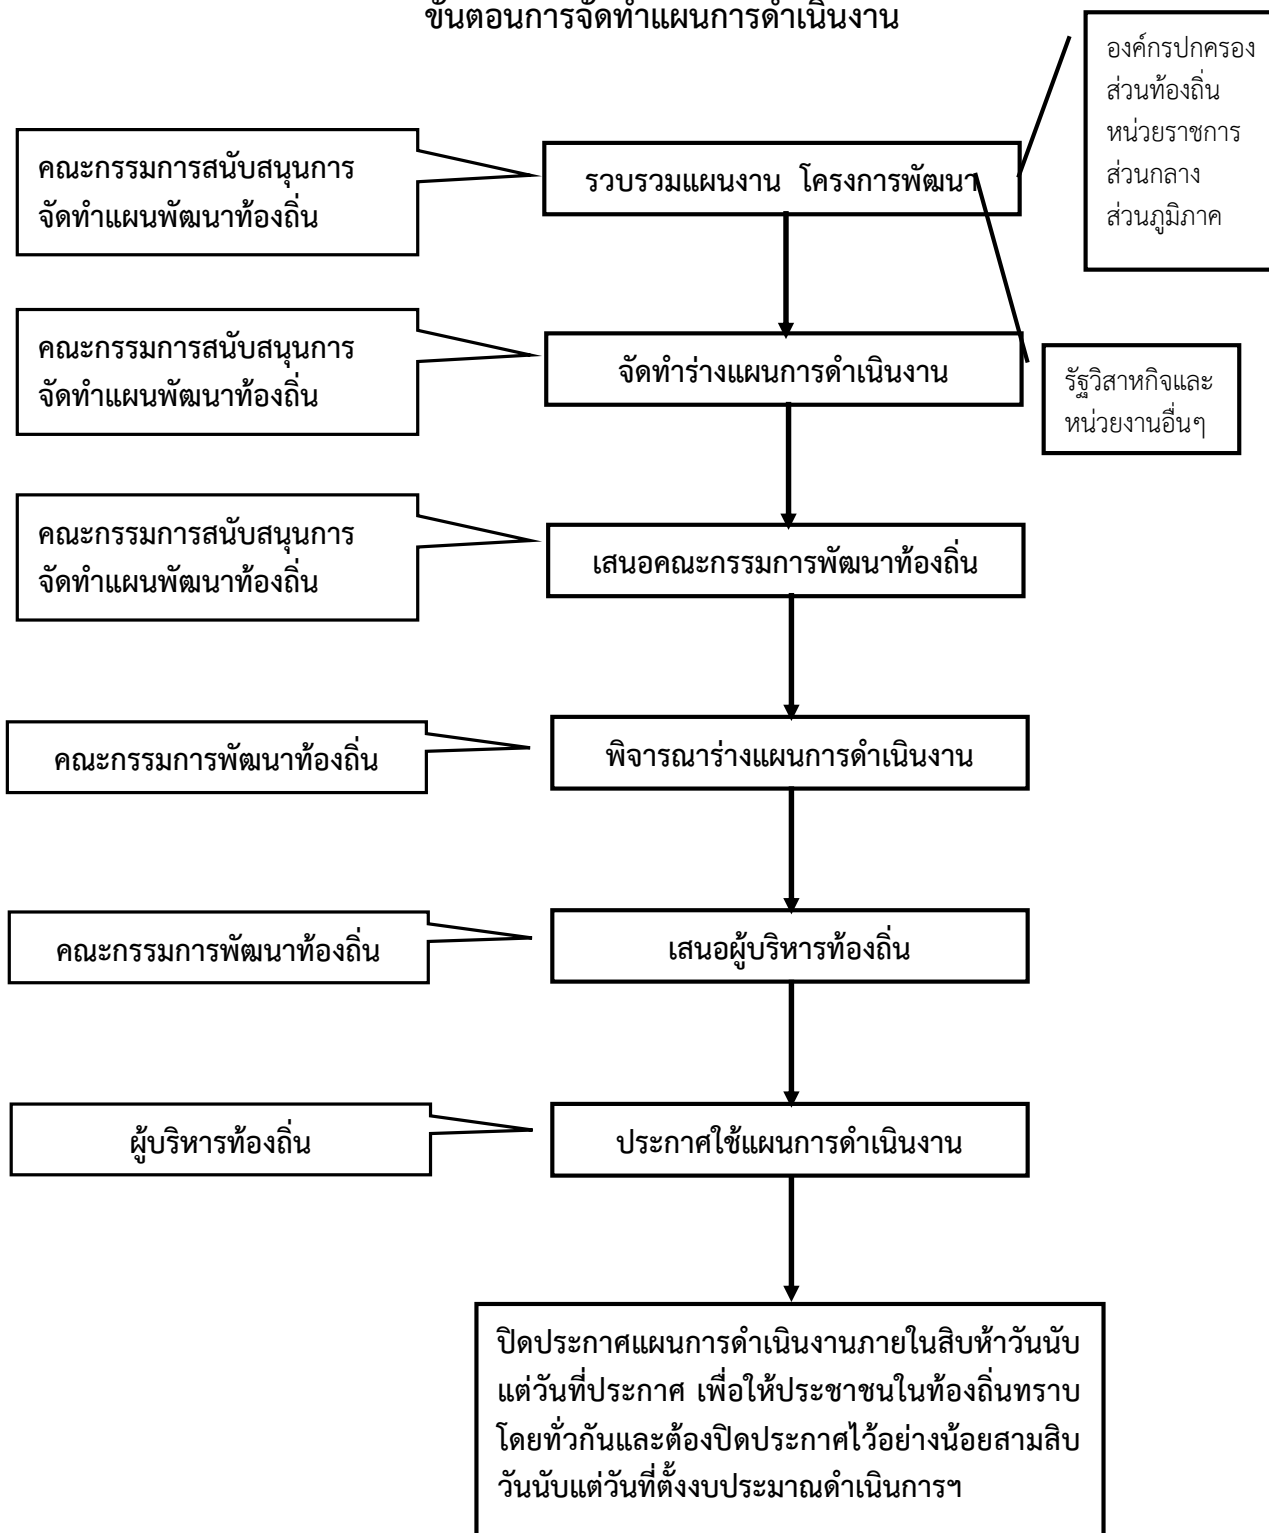 ขั้นตอนการจัดทำแผนการดำเนินงาน
องค์กรปกครอง
ส่วนท้องถิ่น
หน่วยราชการ
ส่วนกลาง
ส่วนภูมิภาค
คณะกรรมการสนับสนุนการ
จัดทำแผนพัฒนาท้องถิ่น
รวบรวมแผนงาน โครงการพัฒนา
คณะกรรมการสนับสนุนการ
จัดทำแผนพัฒนาท้องถิ่น
จัดทำร่างแผนการดำเนินงาน
รัฐวิสาหกิจและ
หน่วยงานอื่นๆ
คณะกรรมการสนับสนุนการ
จัดทำแผนพัฒนาท้องถิ่น
เสนอคณะกรรมการพัฒนาท้องถิ่น
คณะกรรมการพัฒนาท้องถิ่น
พิจารณาร่างแผนการดำเนินงาน
คณะกรรมการพัฒนาท้องถิ่น
เสนอผู้บริหารท้องถิ่น
ผู้บริหารท้องถิ่น
ประกาศใช้แผนการดำเนินงาน
ปิดประกาศแผนการดำเนินงานภายในสิบห้าวันนับ
แต่วันที่ประกาศ เพื่อให้ประชาชนในท้องถิ่นทราบ
โดยทั่วกันและต้องปิดประกาศไว้อย่างน้อยสามสิบ
วันนับแต่วันที่ตั้งงบประมาณดำเนินการฯ